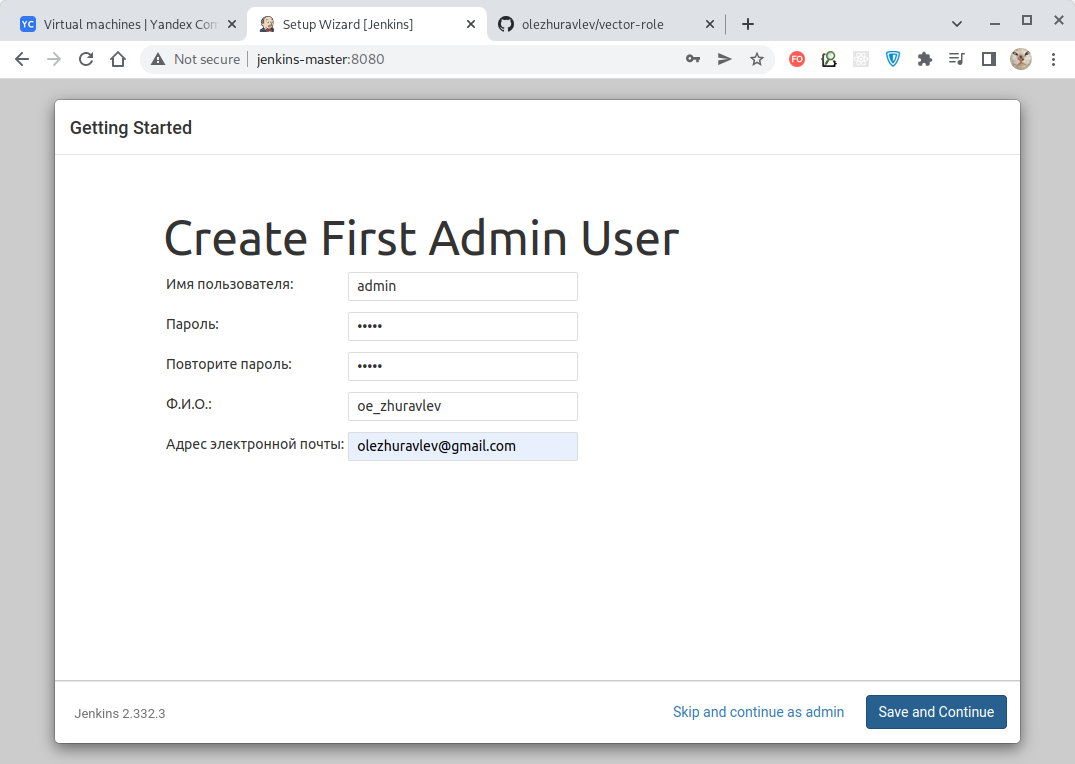 YC Virtual machines | Yandex Com
Setup Wizard [Jenkins]
olezhuravlev/vector-role
Not secure
jenkins-master:8080
FO
Getting Started
Create First Admin User
Имя пользователя: admin
Пароль: •••••
Повторите пароль: •••••
Ф.И.О.: oe_zhuravlev
Адрес электронной почты: olezhuravlev@gmail.com
Jenkins 2.332.3
Skip and continue as admin
Save and Continue